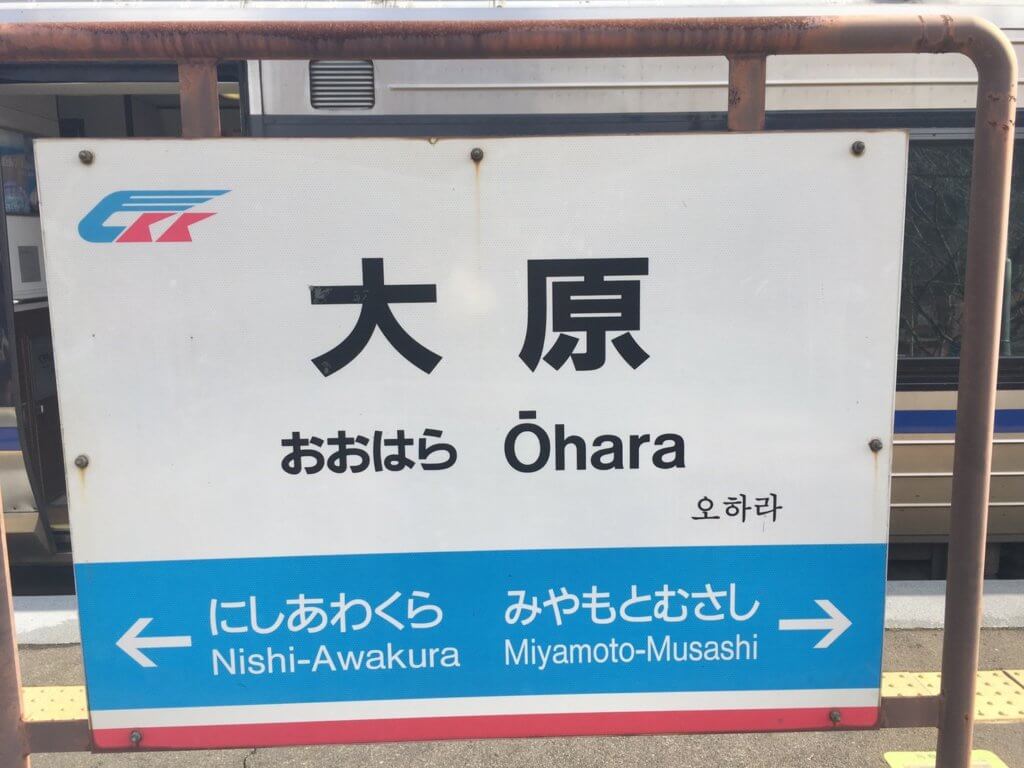 大原
おおはら Ōhara
오하라
← にしあわくら みやもとむさし →
Nishi-Awakura Miyamoto-Musashi